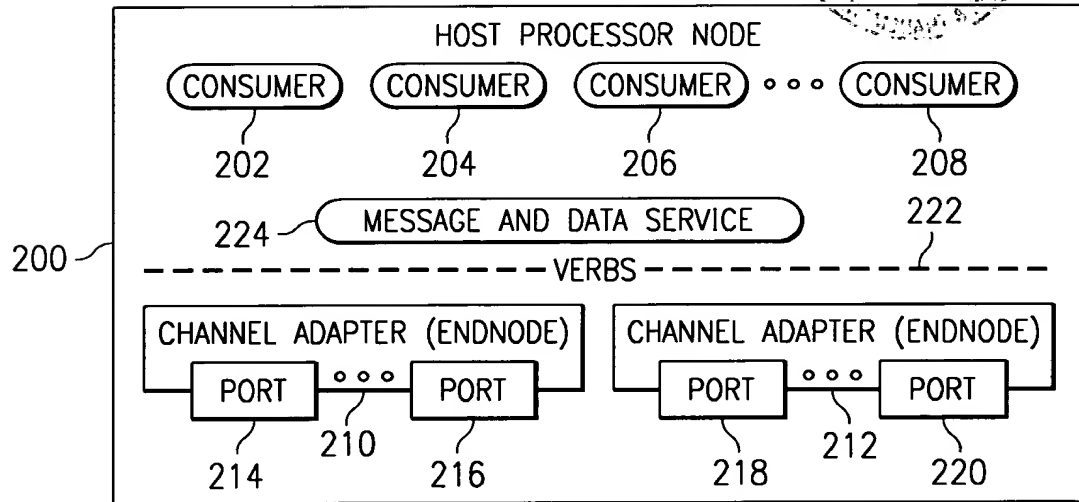 HOST PROCESSOR NODE
CONSUMER CONSUMER CONSUMER CONSUMER
202 204 206 208
224 MESSAGE AND DATA SERVICE 222
200
VERBS
CHANNEL ADAPTER (ENDNODE) CHANNEL ADAPTER (ENDNODE)
PORT PORT PORT PORT
214 210 216 218 212 220